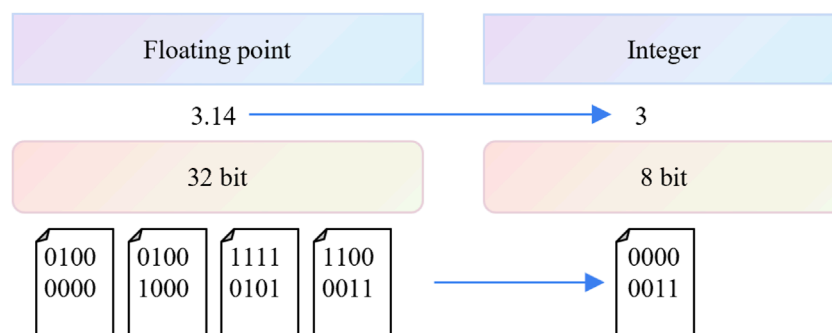 Floating point Integer
3.14 3
32 bit 8 bit
0100 0100 1111 1100 0000
0000 1000 0101 0011 0011